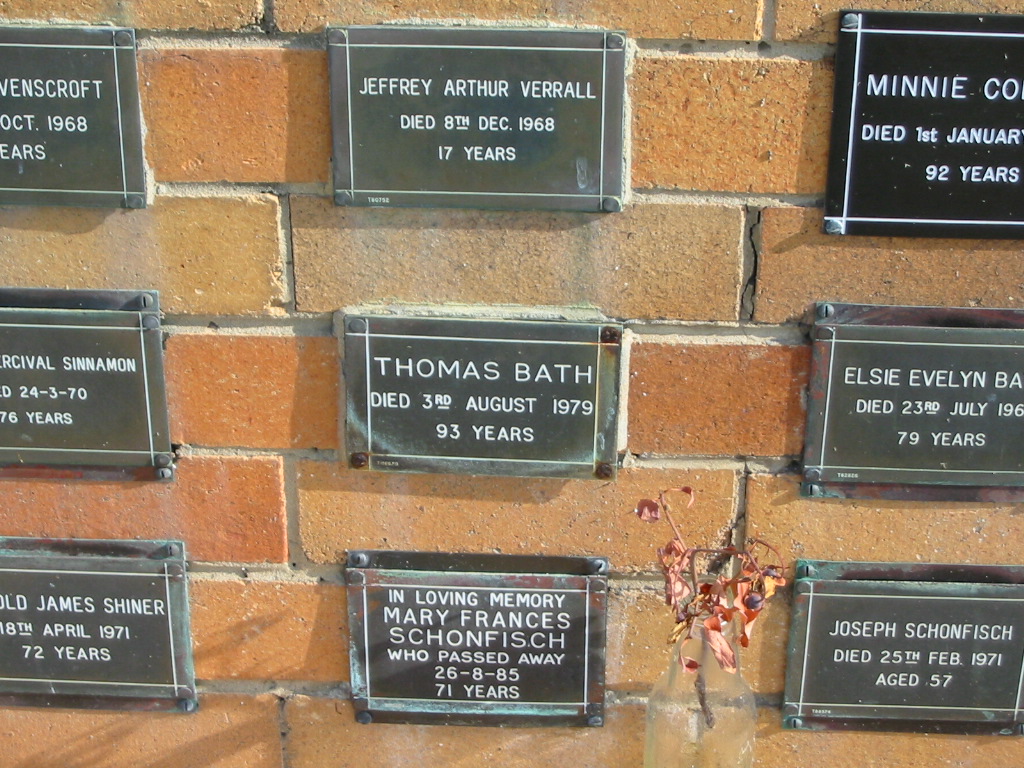 VENSCROFT
OCT. 1968
EARS
JEFFREY ARTHUR VERRALL
DIED 8TH DEC. 1968
17 YEARS
MINNIE CO
DIED 1st JANUARY
92 YEARS
ERCIVAL SINNAMON
ED 24-3-70
76 YEARS
THOMAS BATH
DIED 3RD AUGUST 1979
93 YEARS
ELSIE EVELYN BA
DIED 23RD JULY 196
79 YEARS
OLD JAMES SHINER
18TH APRIL 1971
72 YEARS
IN LOVING MEMORY
MARY FRANCES
SCHONFISCH
WHO PASSED AWAY
26-8-85
71 YEARS
JOSEPH SCHONFISCH
DIED 25TH FEB. 1971
AGED 57